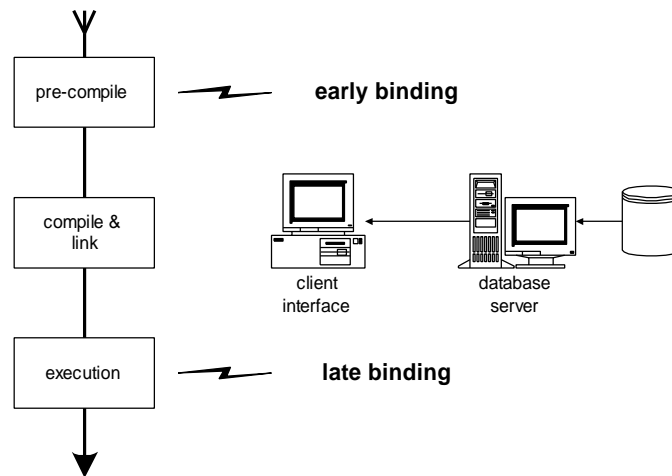 pre-compile
early binding
compile &
link
client
interface
database
server
execution
late binding